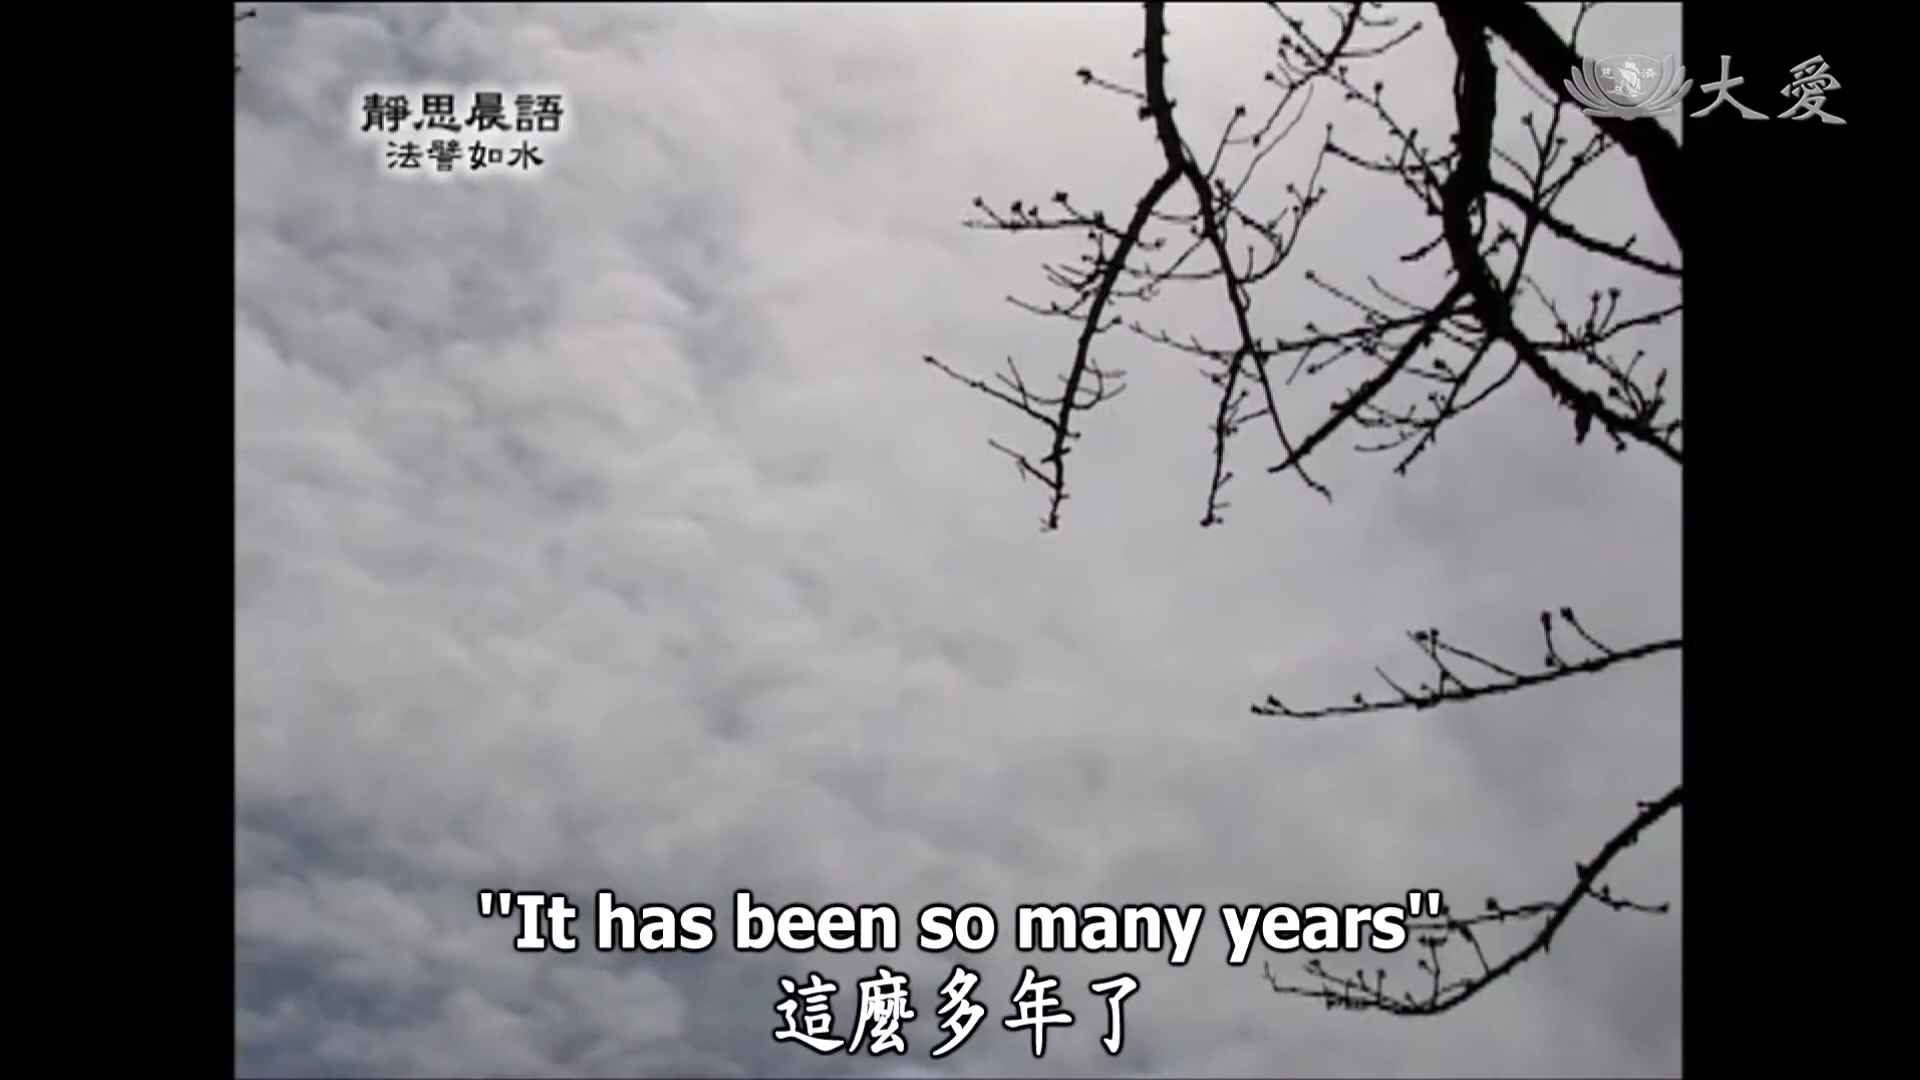 靜思晨語
法譬如水
大愛
"It has been so many years"
這麼多年了